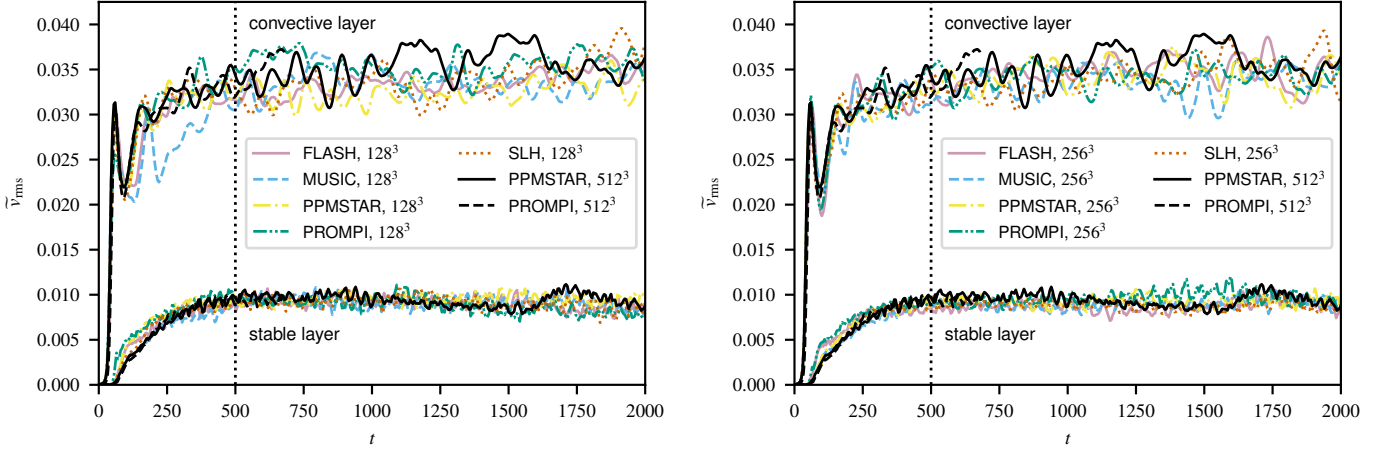 0.040
0.035
0.030
0.025
0.020
0.015
0.010
0.005
0.000
ṽrms
convective layer
FLASH, 128³
MUSIC, 128³
PPMSTAR, 128³
PROMPI, 128³
SLH, 128³
PPMSTAR, 512³
PROMPI, 512³
stable layer
0 250 500 750 1000 1250 1500 1750 2000
t
0.040
0.035
0.030
0.025
0.020
0.015
0.010
0.005
0.000
ṽrms
convective layer
FLASH, 256³
MUSIC, 256³
PPMSTAR, 256³
PROMPI, 256³
SLH, 256³
PPMSTAR, 512³
PROMPI, 512³
stable layer
0 250 500 750 1000 1250 1500 1750 2000
t